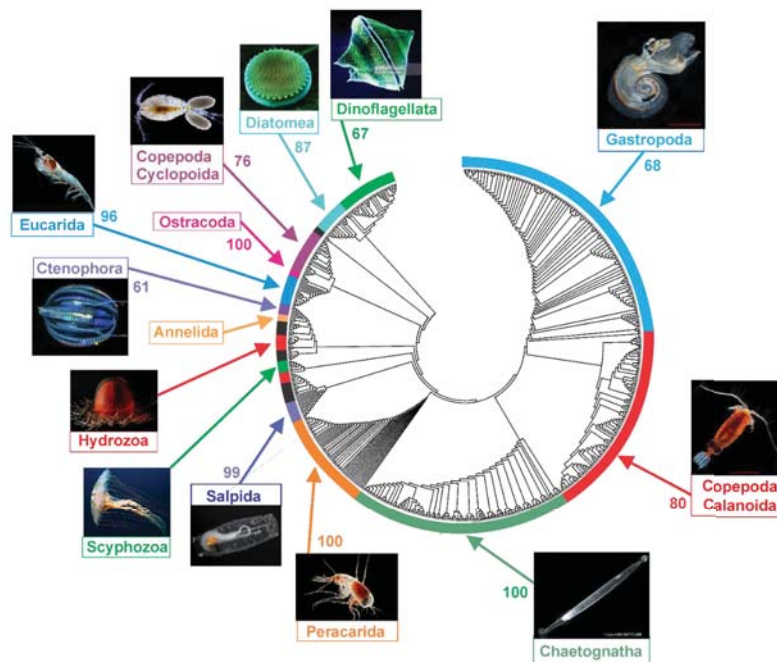 Dinoflagellata
67
Diatomea
87
Copepoda
Cyclopoida
76
Gastropoda
68
Eucarida
96
Ostracoda
100
Ctenophora
61
Annelida
Hydrozoa
Scyphozoa
99
Salpida
100
Peracarida
100
Chaetognatha
80
Copepoda
Calanoida